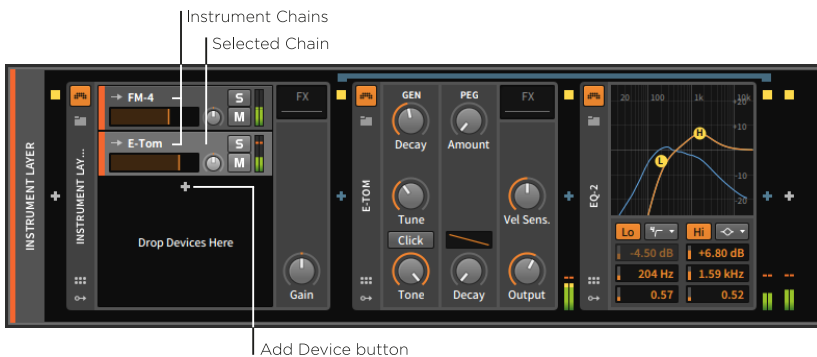 Instrument Chains
Selected Chain
INSTRUMENT LAYER
INSTRUMENT LAY...
FM-4
S
M
E-Tom
S
M
Drop Devices Here
FX
Gain
E-TOM
GEN
PEG
FX
Decay
Amount
Tune
Vel Sens.
Click
Tone
Decay
Output
EQ-2
20
100
1k
10k
+20
+10
-10
-20
L
H
Lo
Hi
-4.50 dB
+6.80 dB
204 Hz
1.59 kHz
0.57
0.52
Add Device button